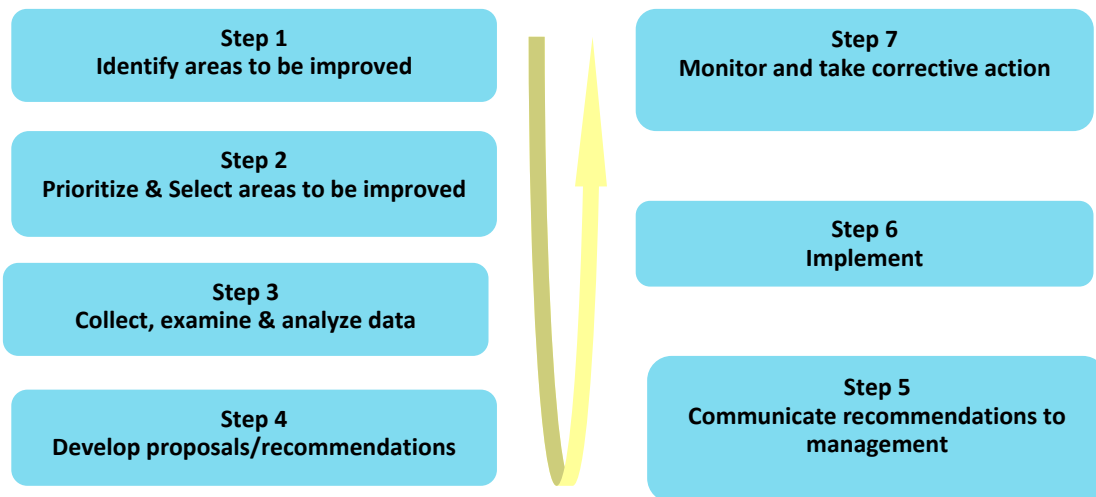 Step 1
Identify areas to be improved
Step 2
Prioritize & Select areas to be improved
Step 3
Collect, examine & analyze data
Step 4
Develop proposals/recommendations
Step 5
Communicate recommendations to
management
Step 6
Implement
Step 7
Monitor and take corrective action